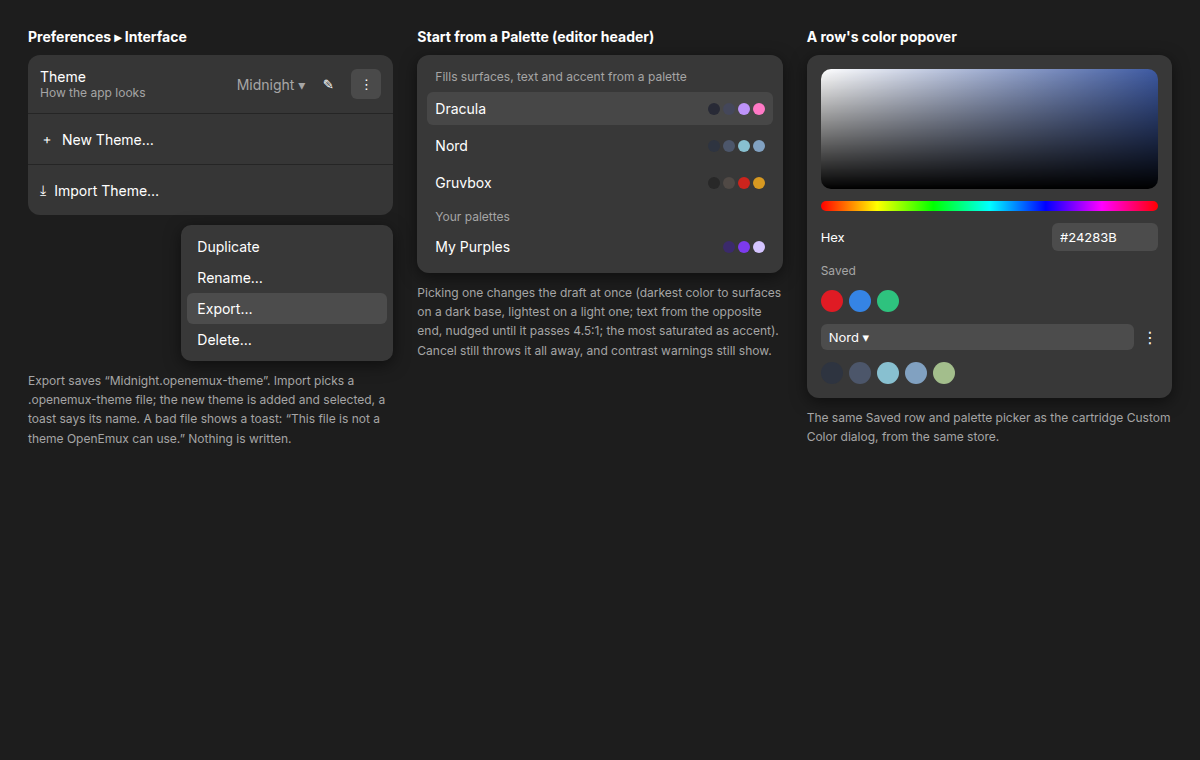 Preferences ▸ Interface
Theme
How the app looks
Midnight ▾
✎
⋮
+ New Theme...
⤓ Import Theme...
Duplicate
Rename...
Export...
Delete...
Export saves “Midnight.openemux-theme”. Import picks a
.openemux-theme file; the new theme is added and selected, a
toast says its name. A bad file shows a toast: “This file is not a
theme OpenEmux can use.” Nothing is written.
Start from a Palette (editor header)
Fills surfaces, text and accent from a palette
Dracula
Nord
Gruvbox
Your palettes
My Purples
Picking one changes the draft at once (darkest color to surfaces
on a dark base, lightest on a light one; text from the opposite
end, nudged until it passes 4.5:1; the most saturated as accent).
Cancel still throws it all away, and contrast warnings still show.
A row's color popover
Hex
#24283B
Saved
Nord ▾
⋮
The same Saved row and palette picker as the cartridge Custom
Color dialog, from the same store.